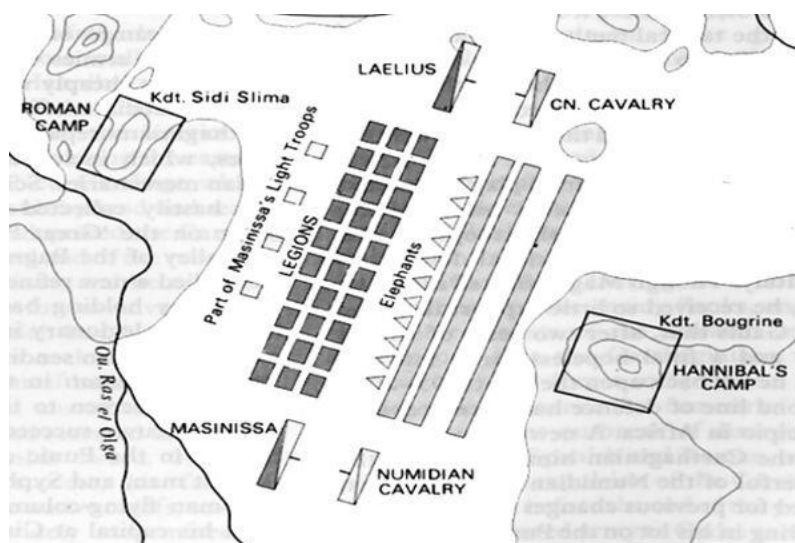 LAELIUS
CN. CAVALRY
ROMAN
CAMP
Kdt. Sidi Slima
Part of Masinissa's Light Troops
LEGIONS
Elephants
Kdt. Bougrine
HANNIBAL'S
CAMP
Ou. Ras el Olga
MASINISSA
NUMIDIAN
CAVALRY